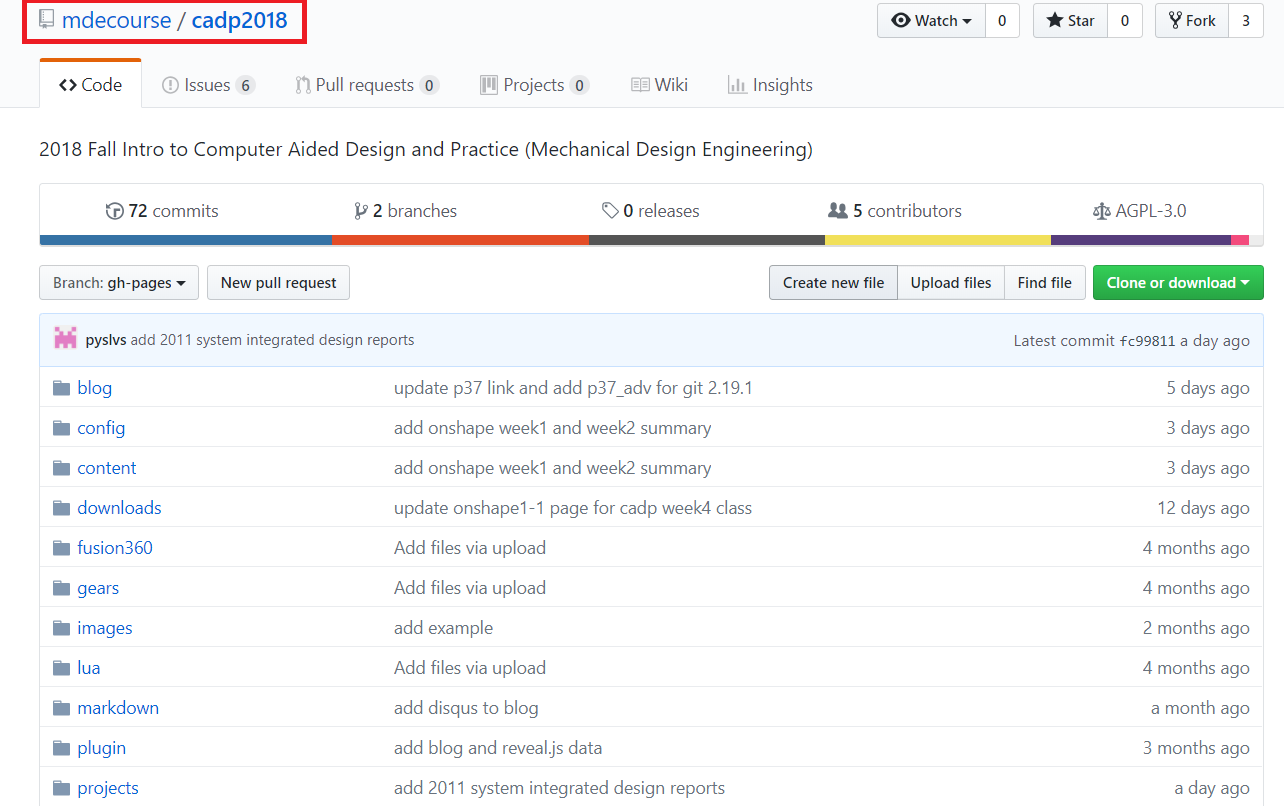 mdecourse / cadp2018 Watch 0 Star 0 Fork 3
Code Issues 6 Pull requests 0 Projects 0 Wiki Insights
2018 Fall Intro to Computer Aided Design and Practice (Mechanical Design Engineering)
72 commits 2 branches 0 releases 5 contributors AGPL-3.0
Branch: gh-pages New pull request Create new file Upload files Find file Clone or download
pyslvs add 2011 system integrated design reports Latest commit fc99811 a day ago
blog update p37 link and add p37_adv for git 2.19.1 5 days ago
config add onshape week1 and week2 summary 3 days ago
content add onshape week1 and week2 summary 3 days ago
downloads update onshape1-1 page for cadp week4 class 12 days ago
fusion360 Add files via upload 4 months ago
gears Add files via upload 4 months ago
images add example 2 months ago
lua Add files via upload 4 months ago
markdown add disqus to blog a month ago
plugin add blog and reveal.js data 3 months ago
projects add 2011 system integrated design reports a day ago